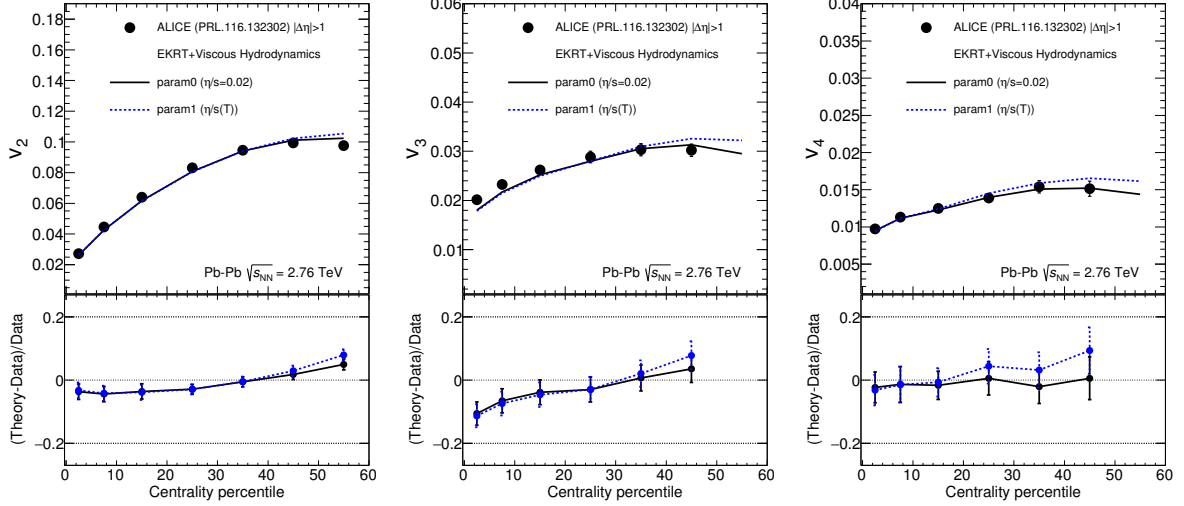 v2
0.18
0.16
0.14
0.12
0.1
0.08
0.06
0.04
0.02
ALICE (PRL.116.132302) |Δη|>1
EKRT+Viscous Hydrodynamics
param0 (η/s=0.02)
param1 (η/s(T))
Pb-Pb √sNN = 2.76 TeV
(Theory-Data)/Data
0.2
0
−0.2
0 10 20 30 40 50 60
Centrality percentile
v3
0.06
0.05
0.04
0.03
0.02
0.01
ALICE (PRL.116.132302) |Δη|>1
EKRT+Viscous Hydrodynamics
param0 (η/s=0.02)
param1 (η/s(T))
Pb-Pb √sNN = 2.76 TeV
(Theory-Data)/Data
0.2
0
−0.2
0 10 20 30 40 50 60
Centrality percentile
v4
0.04
0.035
0.03
0.025
0.02
0.015
0.01
0.005
ALICE (PRL.116.132302) |Δη|>1
EKRT+Viscous Hydrodynamics
param0 (η/s=0.02)
param1 (η/s(T))
Pb-Pb √sNN = 2.76 TeV
(Theory-Data)/Data
0.2
0
−0.2
0 10 20 30 40 50 60
Centrality percentile